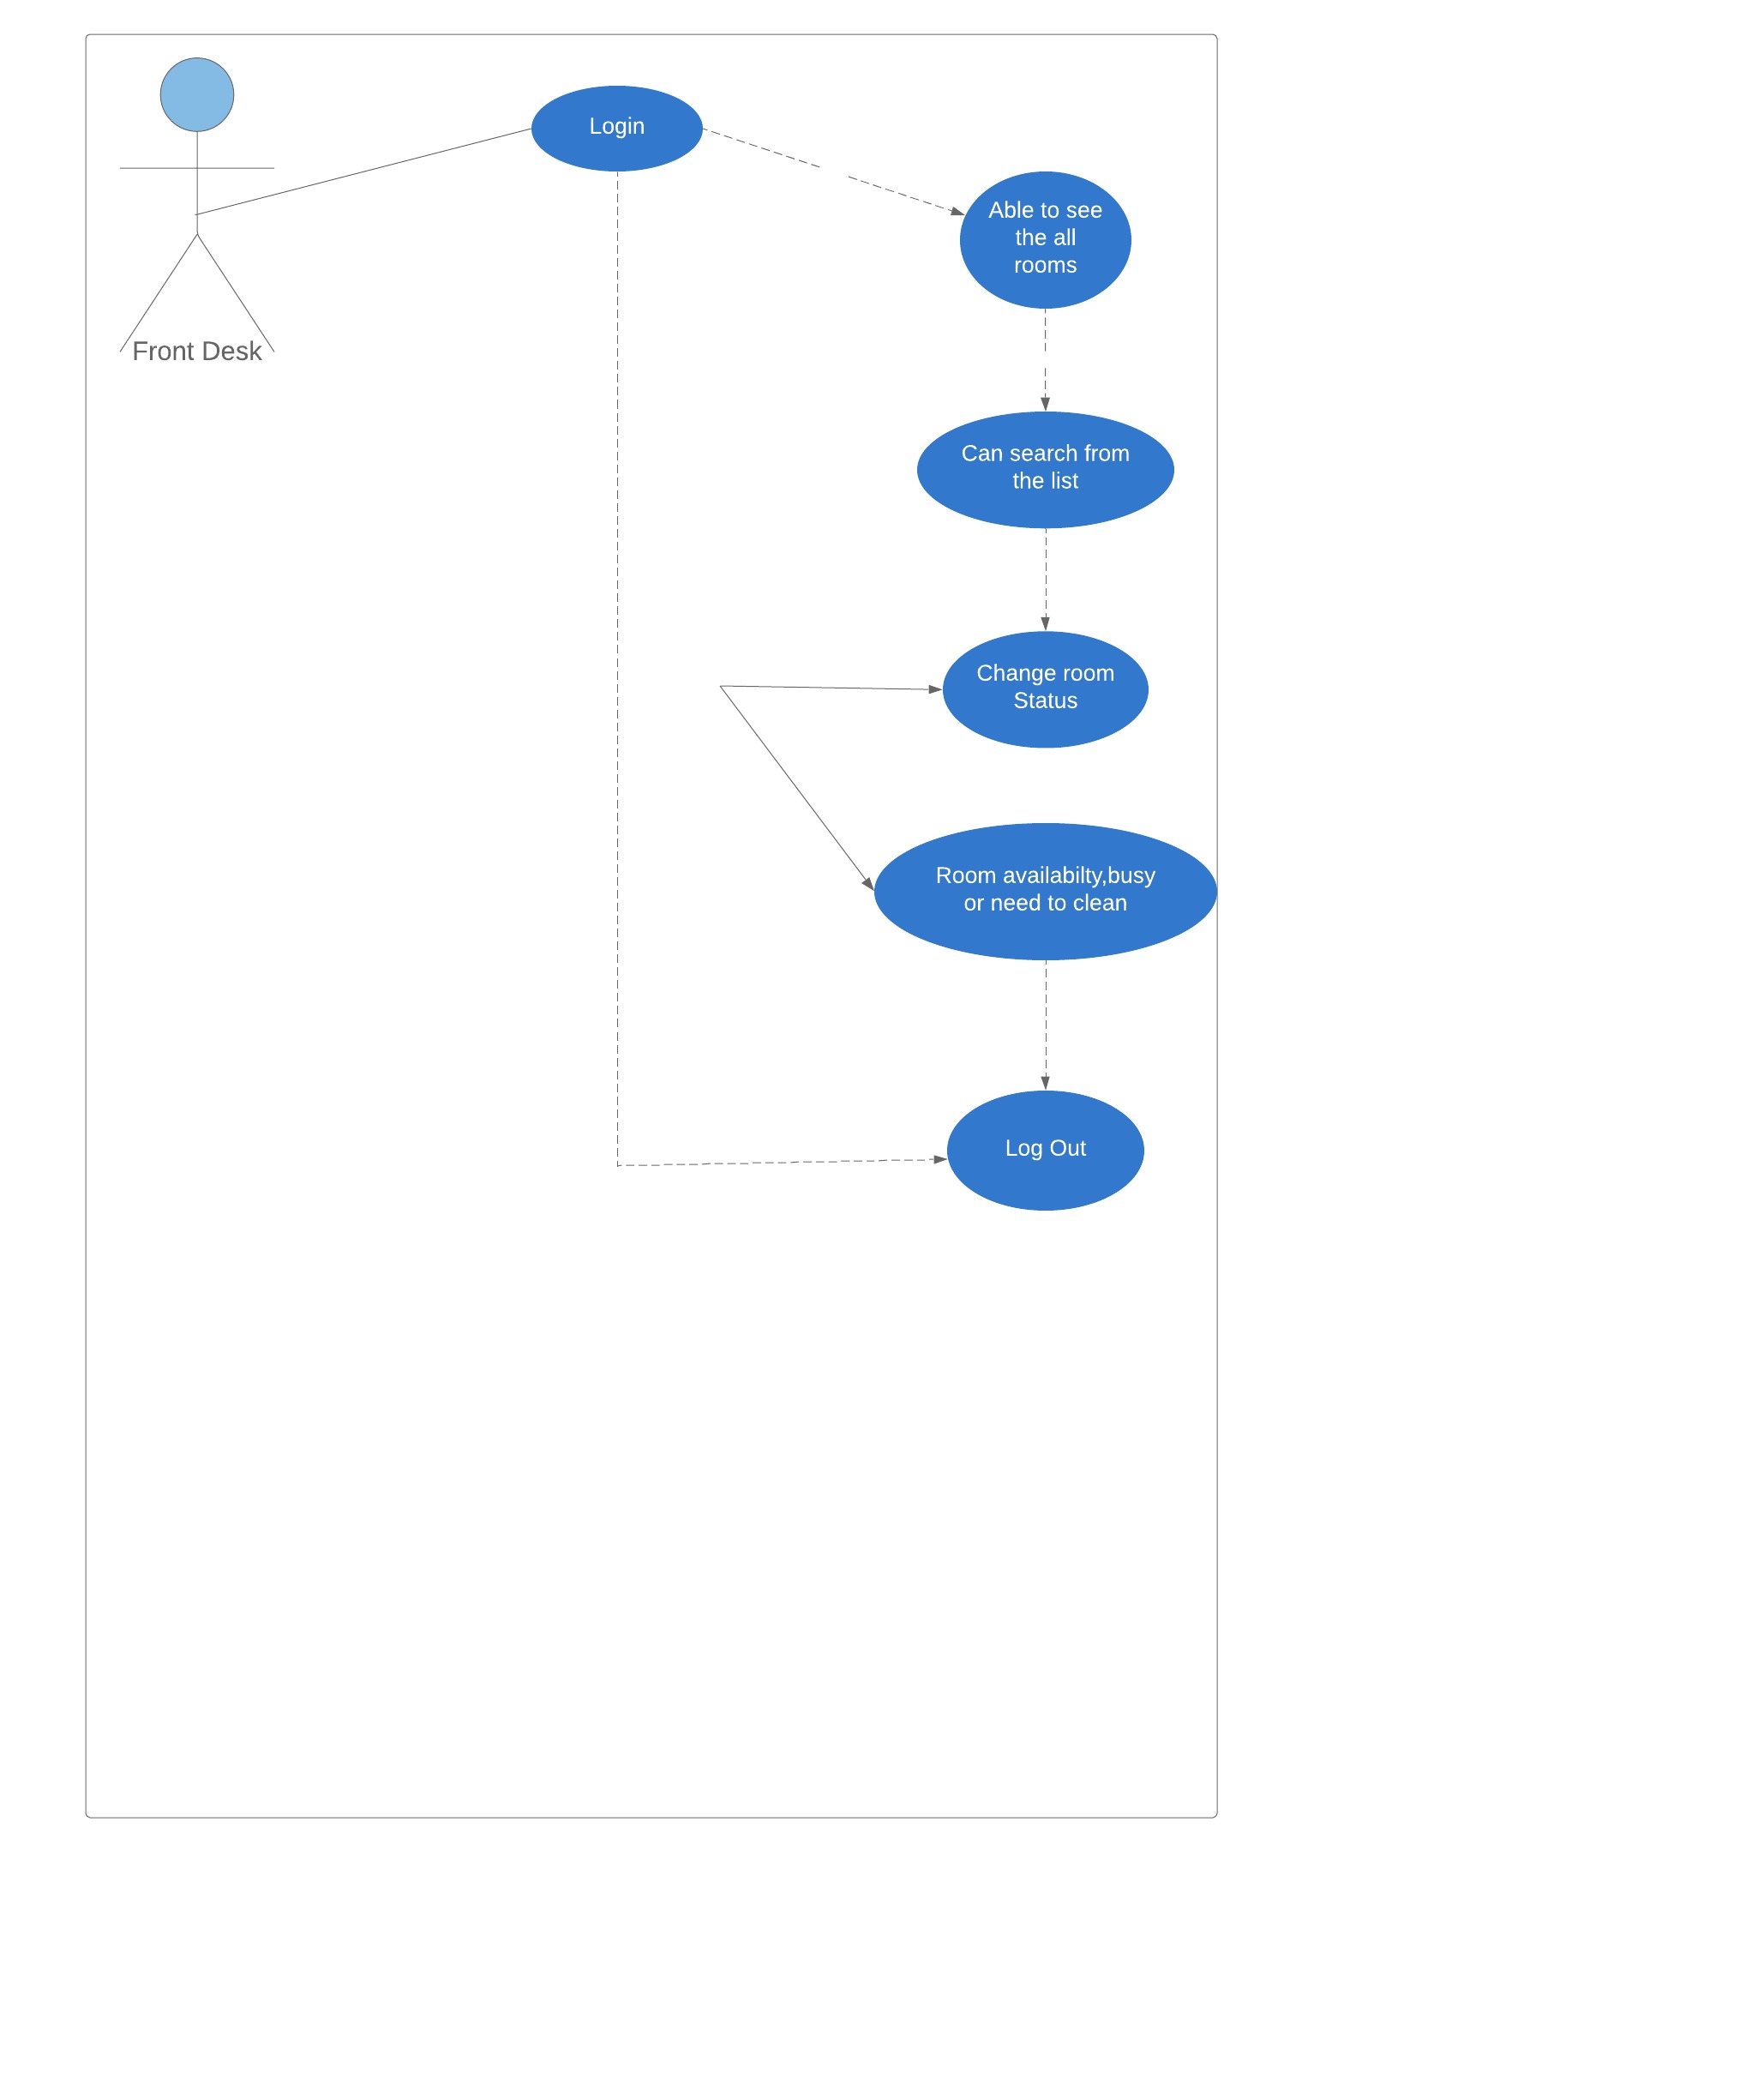 Login
Able to see
the all
rooms
Front Desk
Can search from
the list
Change room
Status
Room availabilty,busy
or need to clean
Log Out